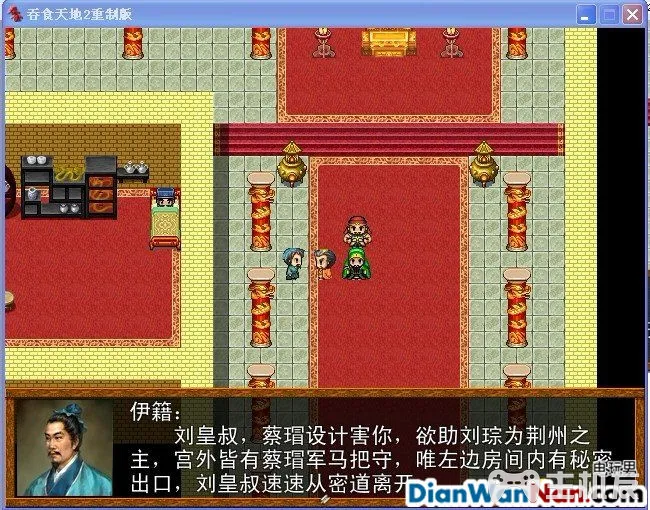 吞食天地2重制版
伊籍:
刘皇叔,蔡瑁设计害你,欲助刘琮为荆州之
主,宫外皆有蔡瑁军马把守,唯左边房间内有秘密
出口,刘皇叔速速从密道离开
电玩男
DianWanNan.com